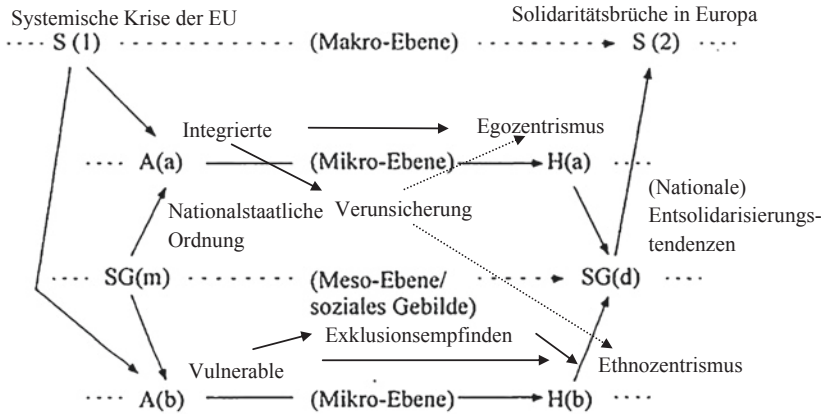 Systemische Krise der EU
Solidaritätsbrüche in Europa
S (1) (Makro-Ebene) S (2)
Integrierte
Egozentrismus
A(a) (Mikro-Ebene) H(a)
Nationalstaatliche
Ordnung
Verunsicherung
(Nationale)
Entsolidarisierungs-
tendenzen
SG(m) (Meso-Ebene/
soziales Gebilde)
SG(d)
Exklusionsempfinden
Vulnerable
Ethnozentrismus
A(b) (Mikro-Ebene) H(b)